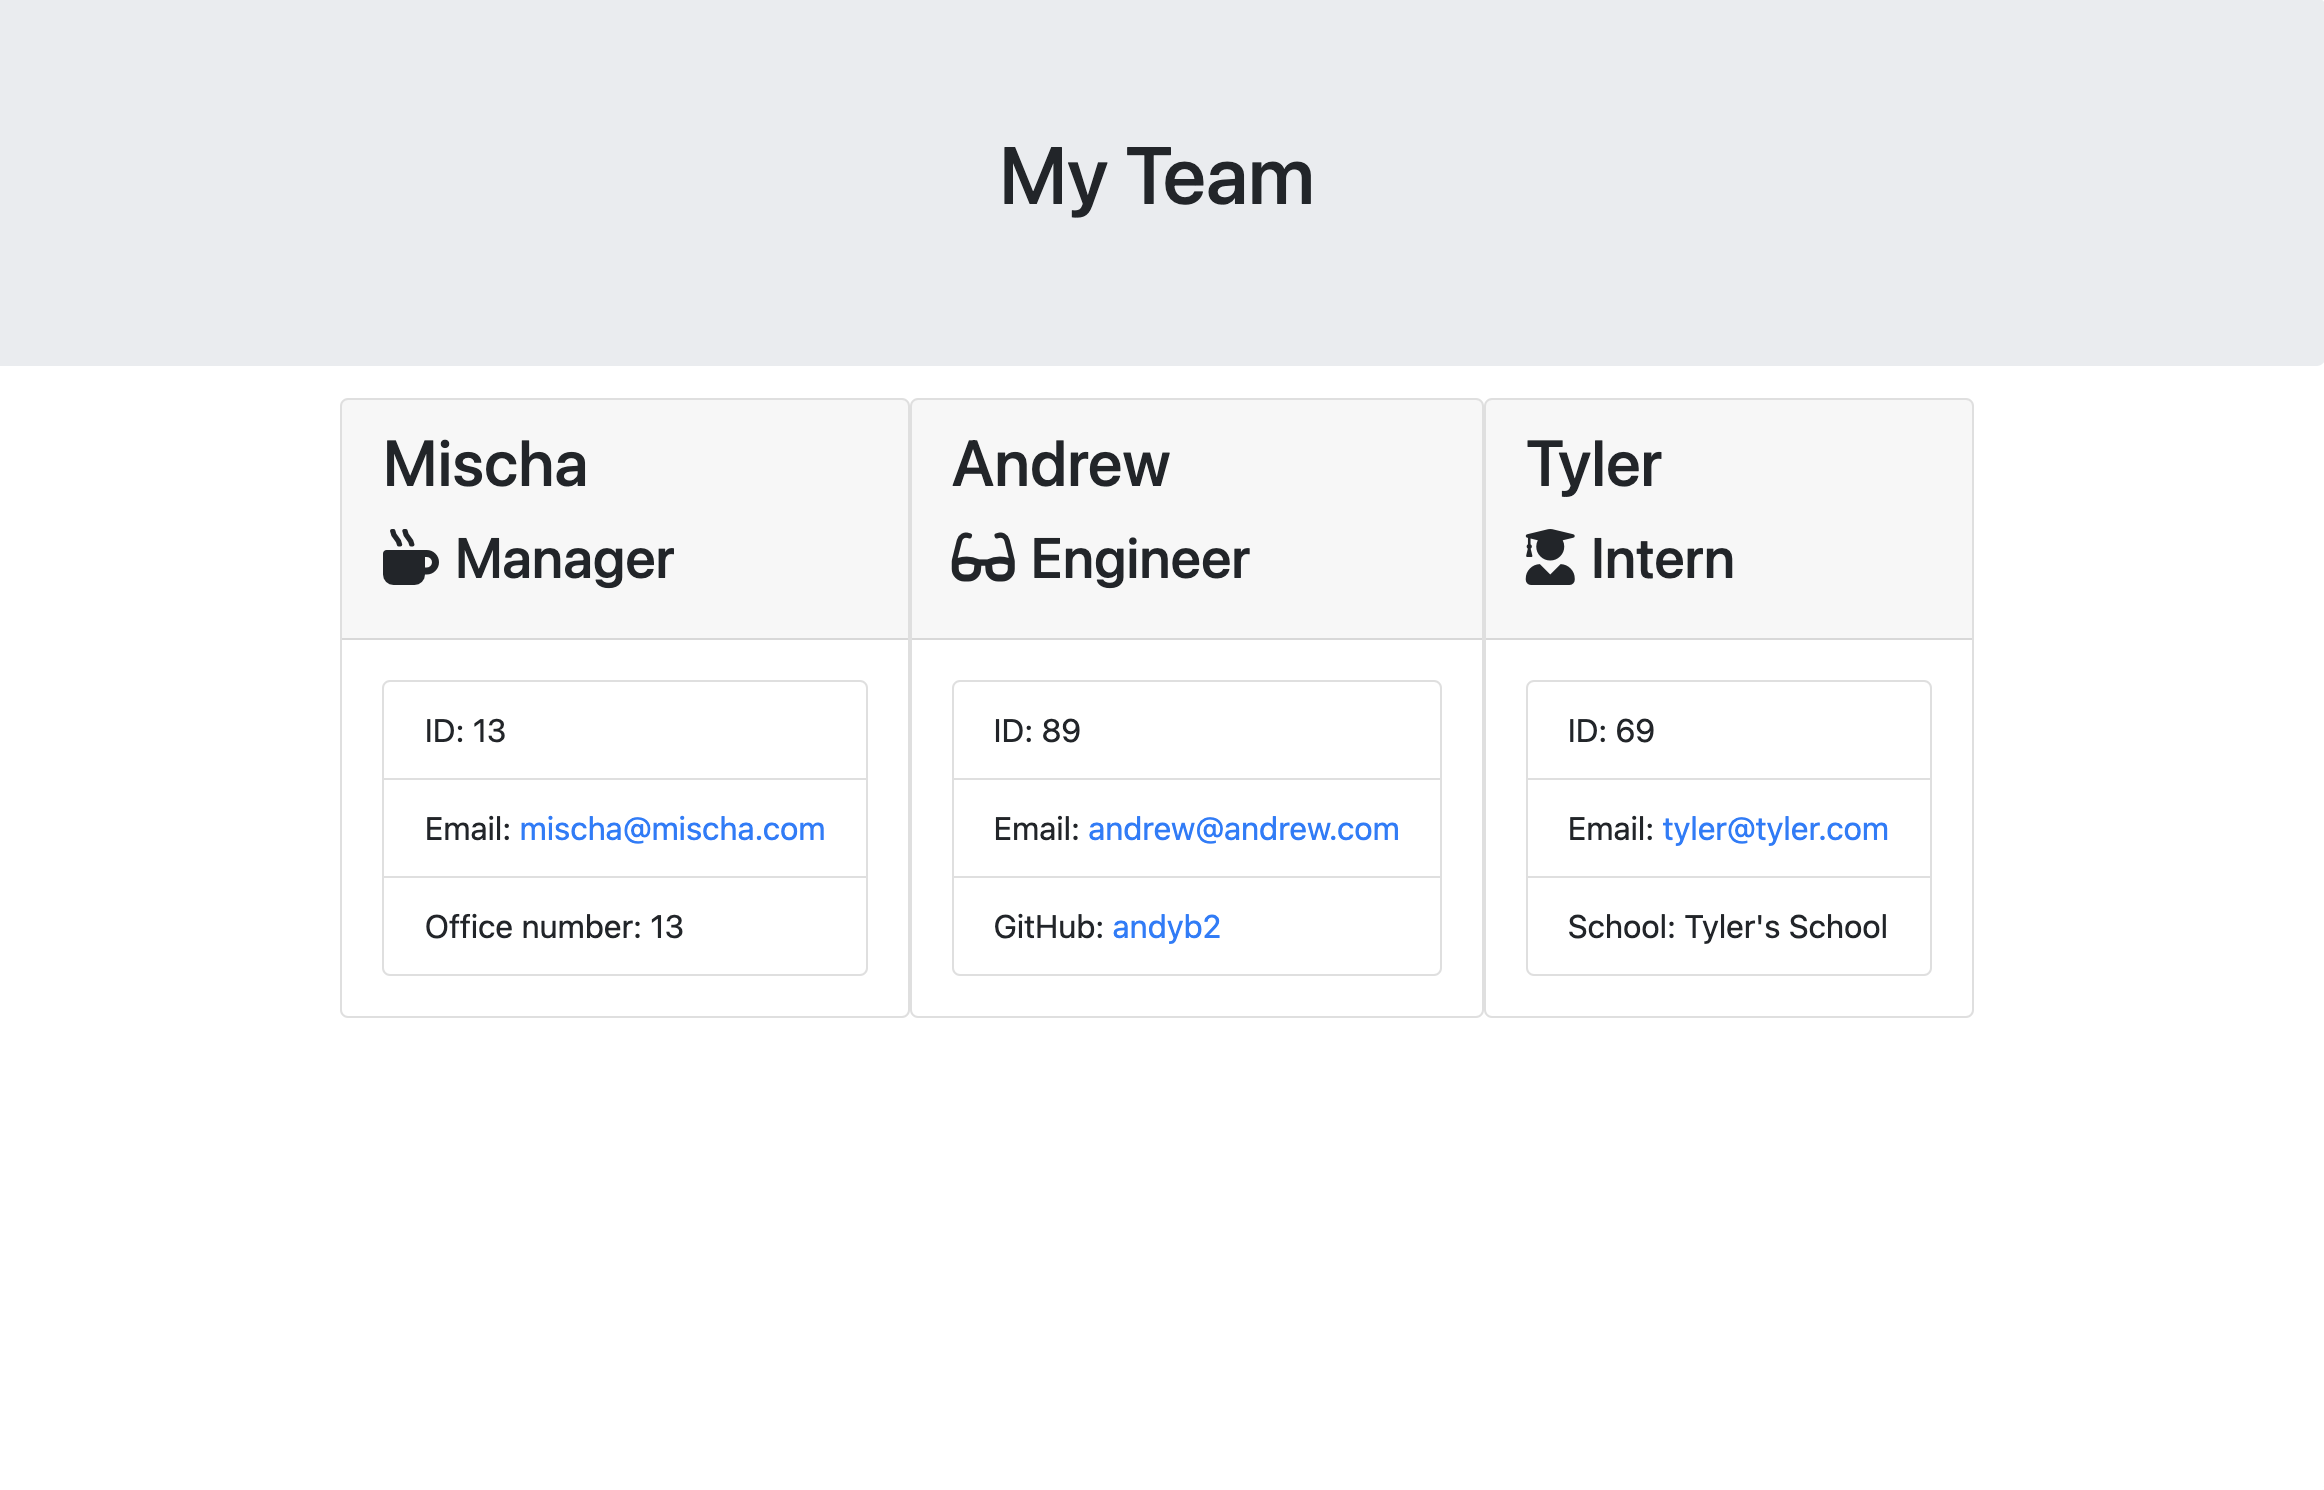 My Team
Mischa
Manager
ID: 13
Email: mischa@mischa.com
Office number: 13
Andrew
Engineer
ID: 89
Email: andrew@andrew.com
GitHub: andyb2
Tyler
Intern
ID: 69
Email: tyler@tyler.com
School: Tyler's School